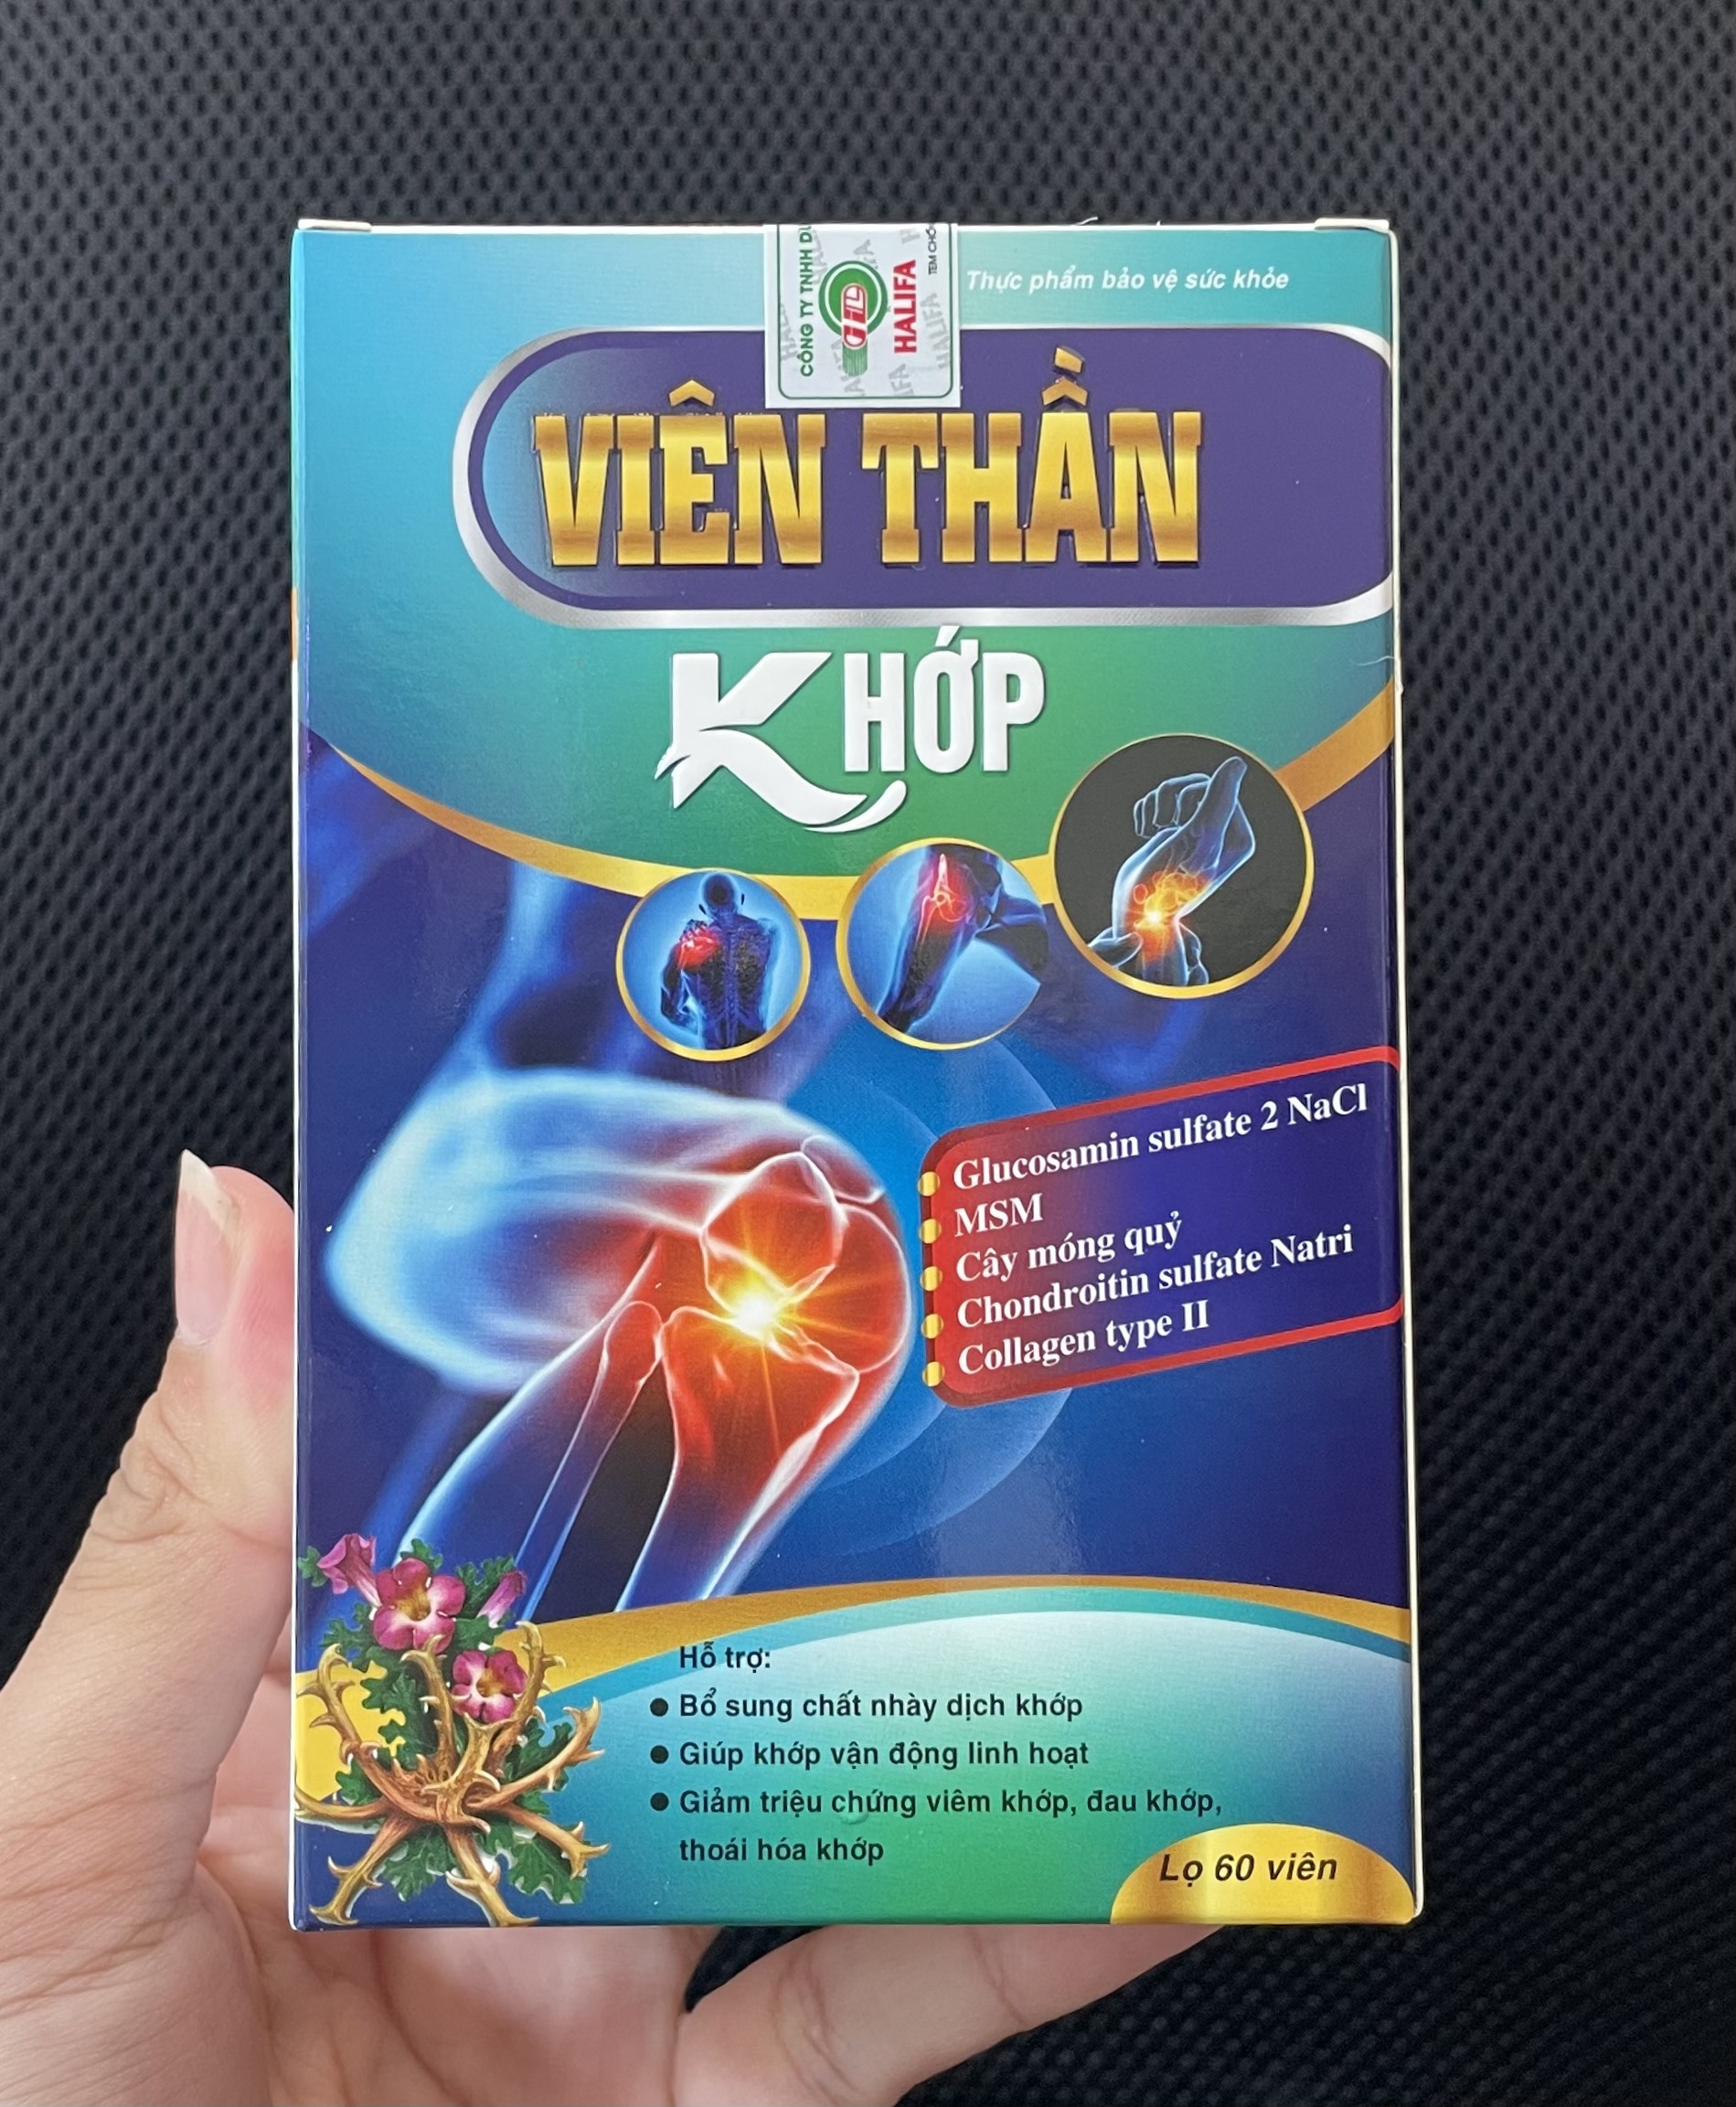 Thực phẩm bảo vệ sức khỏe
CÔNG TY TNHH
HALIFA
VIÊN THẦN
KHỚP
Glucosamin sulfate 2 NaCl
MSM
Cây móng quỷ
Chondroitin sulfate Natri
Collagen type II
Hỗ trợ:
● Bổ sung chất nhày dịch khớp
● Giúp khớp vận động linh hoạt
● Giảm triệu chứng viêm khớp, đau khớp,
thoái hóa khớp
Lọ 60 viên